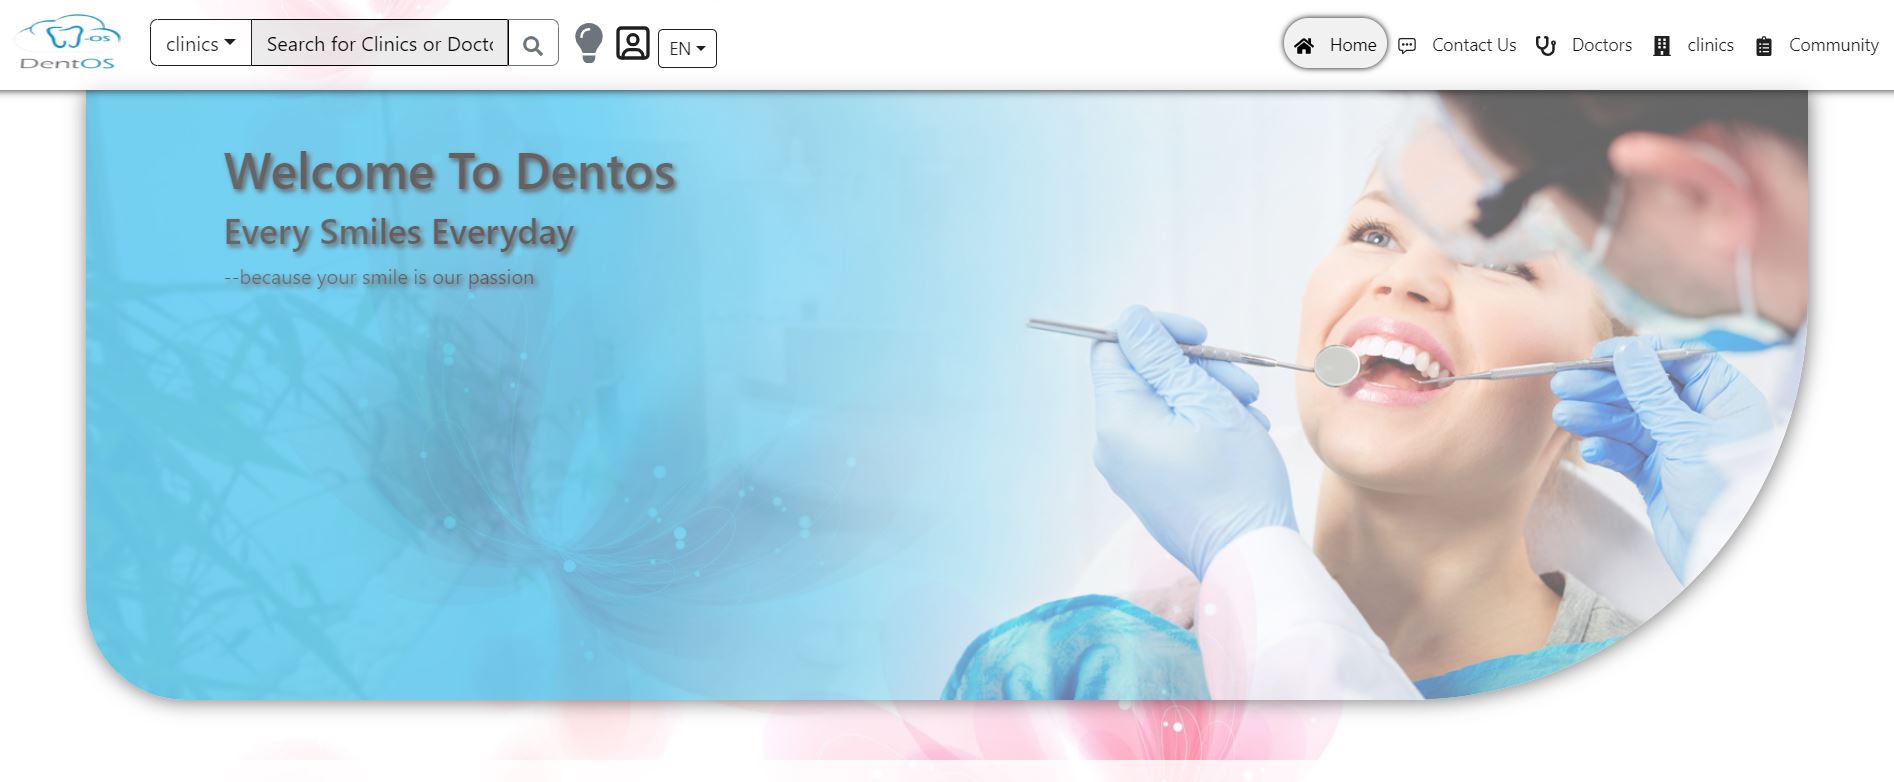 -os
DentOS
clinics
Search for Clinics or Docto
EN
Home
Contact Us
Doctors
clinics
Community
Welcome To Dentos
Every Smiles Everyday
--because your smile is our passion